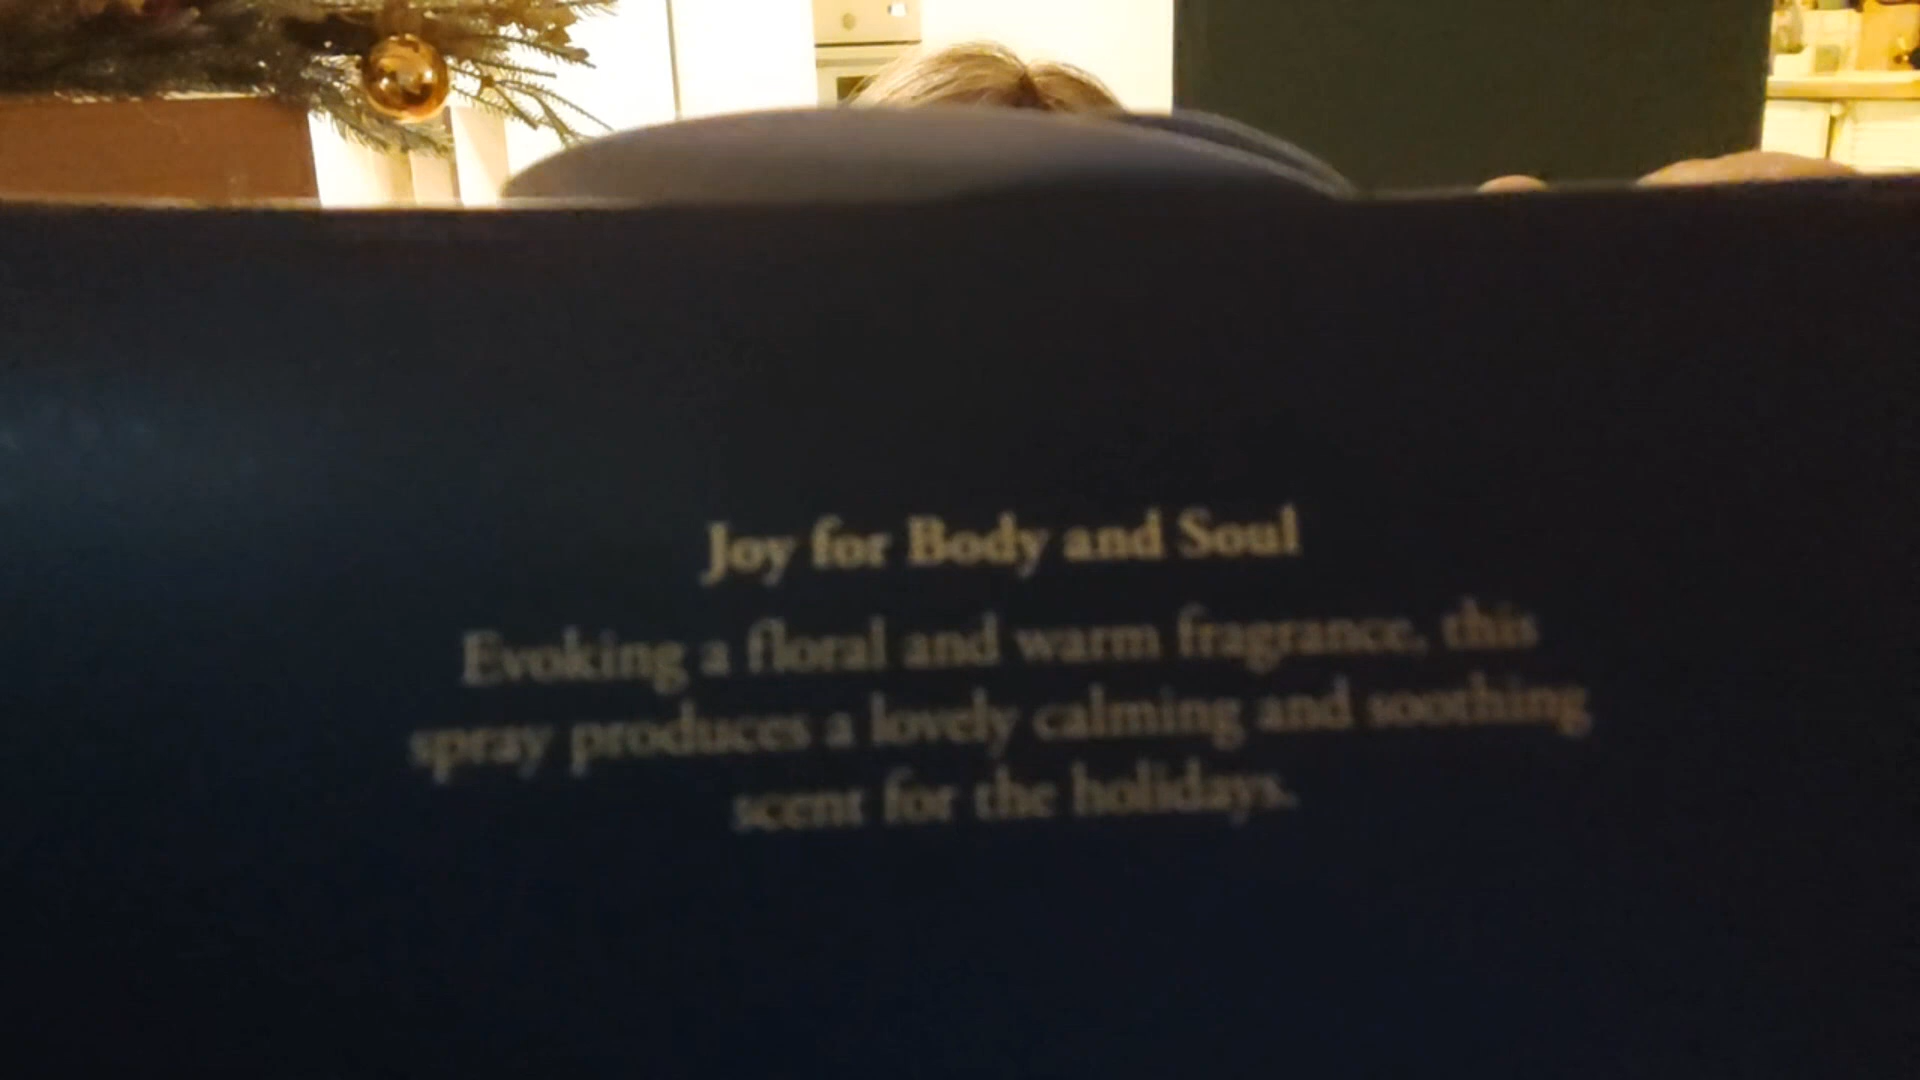 Joy for Body and Soul
Evoking a floral and warm fragrance, this
spray produces a lovely calming and soothing
scent for the holidays.